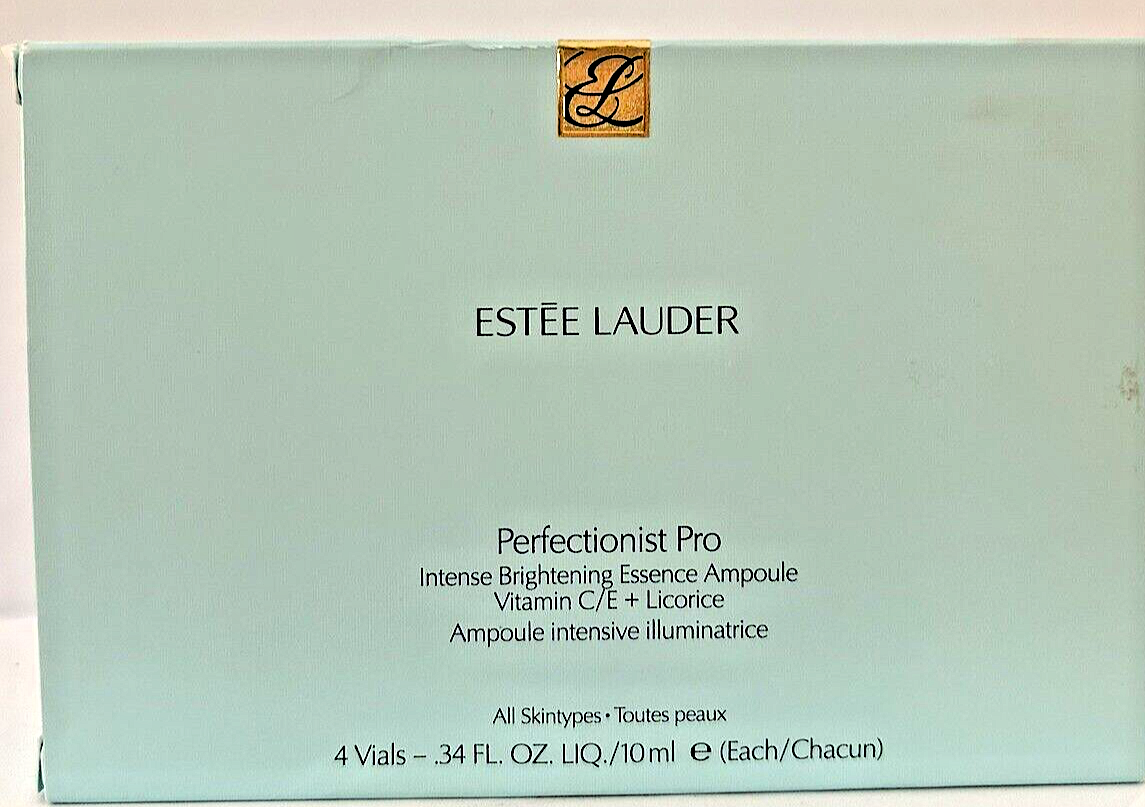 EL
ESTĒE LAUDER
Perfectionist Pro
Intense Brightening Essence Ampoule
Vitamin C/E + Licorice
Ampoule intensive illuminatrice
All Skintypes • Toutes peaux
4 Vials – .34 FL. OZ. LIQ./10 ml ℮ (Each/Chacun)